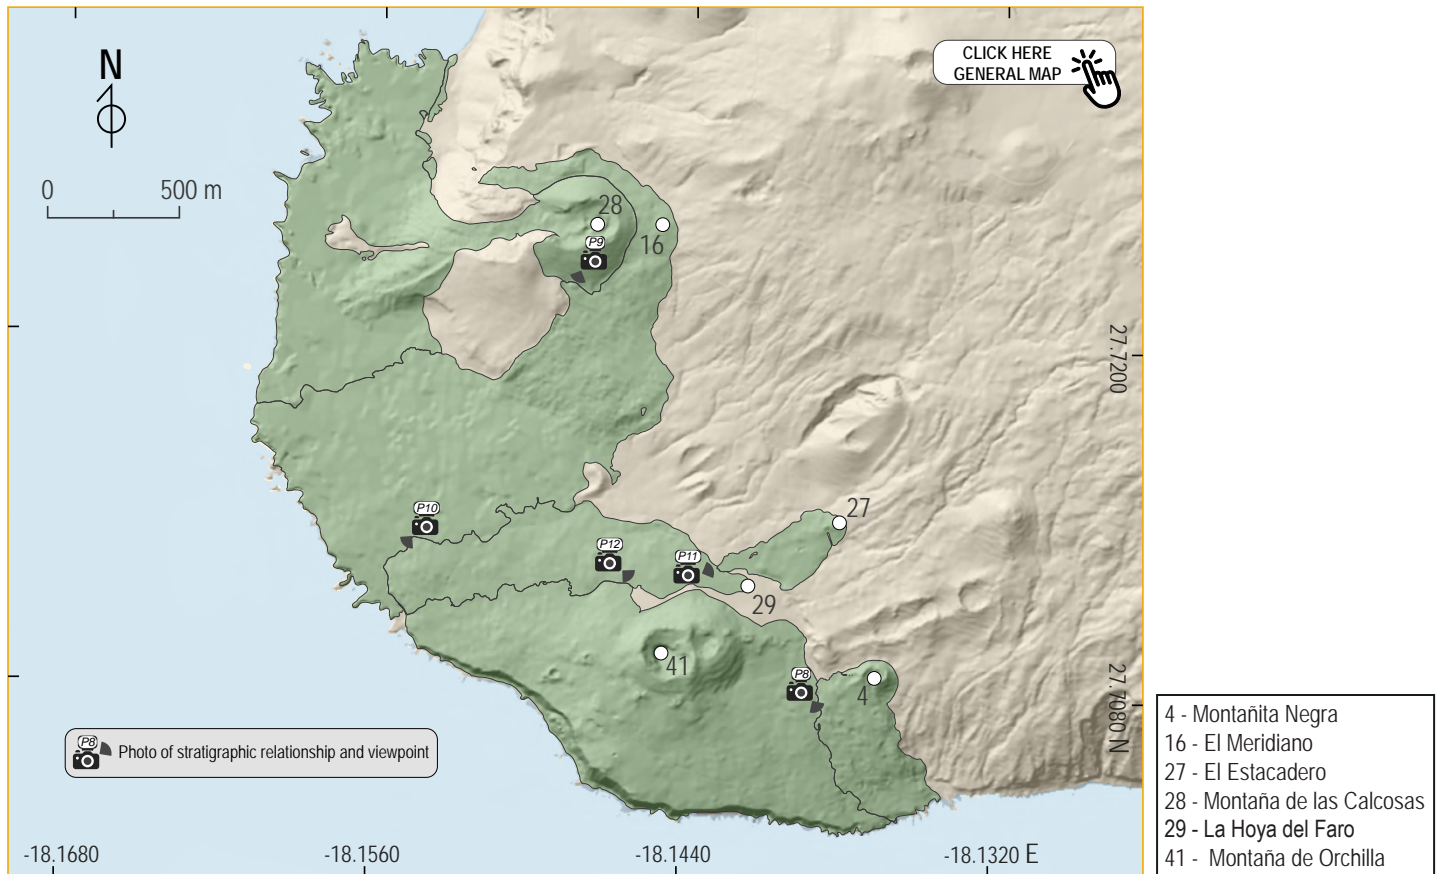 N
CLICK HERE
GENERAL MAP
0 500 m
28
P9
16
27.7200
27
P10
P12
P11
29
41
P8
4
27.7080 N
P8
Photo of stratigraphic relationship and viewpoint
-18.1680 -18.1560 -18.1440 -18.1320 E
4 - Montañita Negra
16 - El Meridiano
27 - El Estacadero
28 - Montaña de las Calcosas
29 - La Hoya del Faro
41 - Montaña de Orchilla